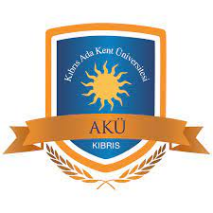 Kıbrıs Ada Kent Üniversitesi
AKÜ
KIBRIS